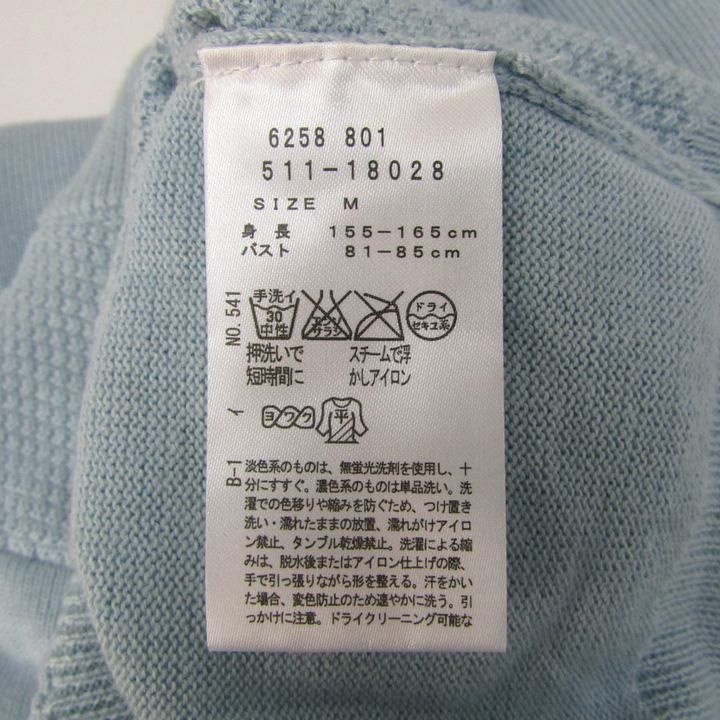 6258 801
511-18028
SIZE M
身長 155-165cm
バスト 81-85cm
NO.541
手洗イ
30
中性
エンソ
サラシ
ドライ
セキユ系
押洗いで
短時間に
スチームで浮
かしアイロン
イ
ヨワク
平
B-1
淡色系のものは、無蛍光洗剤を使用し、十
分にすすぐ。濃色系のものは単品洗い。洗
濯での色移りや縮みを防ぐため、つけ置き
洗い・濡れたままの放置、濡れがけアイロ
ン禁止、タンブル乾燥禁止。洗濯による縮
みは、脱水後またはアイロン仕上げの際、
手で引っ張りながら形を整える。汗をかい
た場合、変色防止のため速やかに洗う。引
っかけに注意。ドライクリーニング可能な